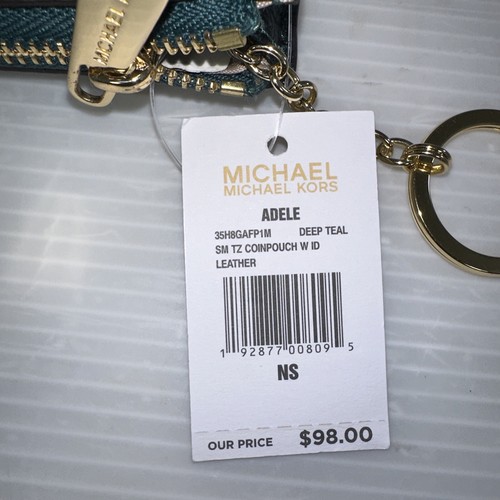 MICHAEL K
MICHAEL
MICHAEL KORS
ADELE
35H8GAFP1M DEEP TEAL
SM TZ COINPOUCH W ID
LEATHER
1 92877 00809 5
NS
OUR PRICE $98.00